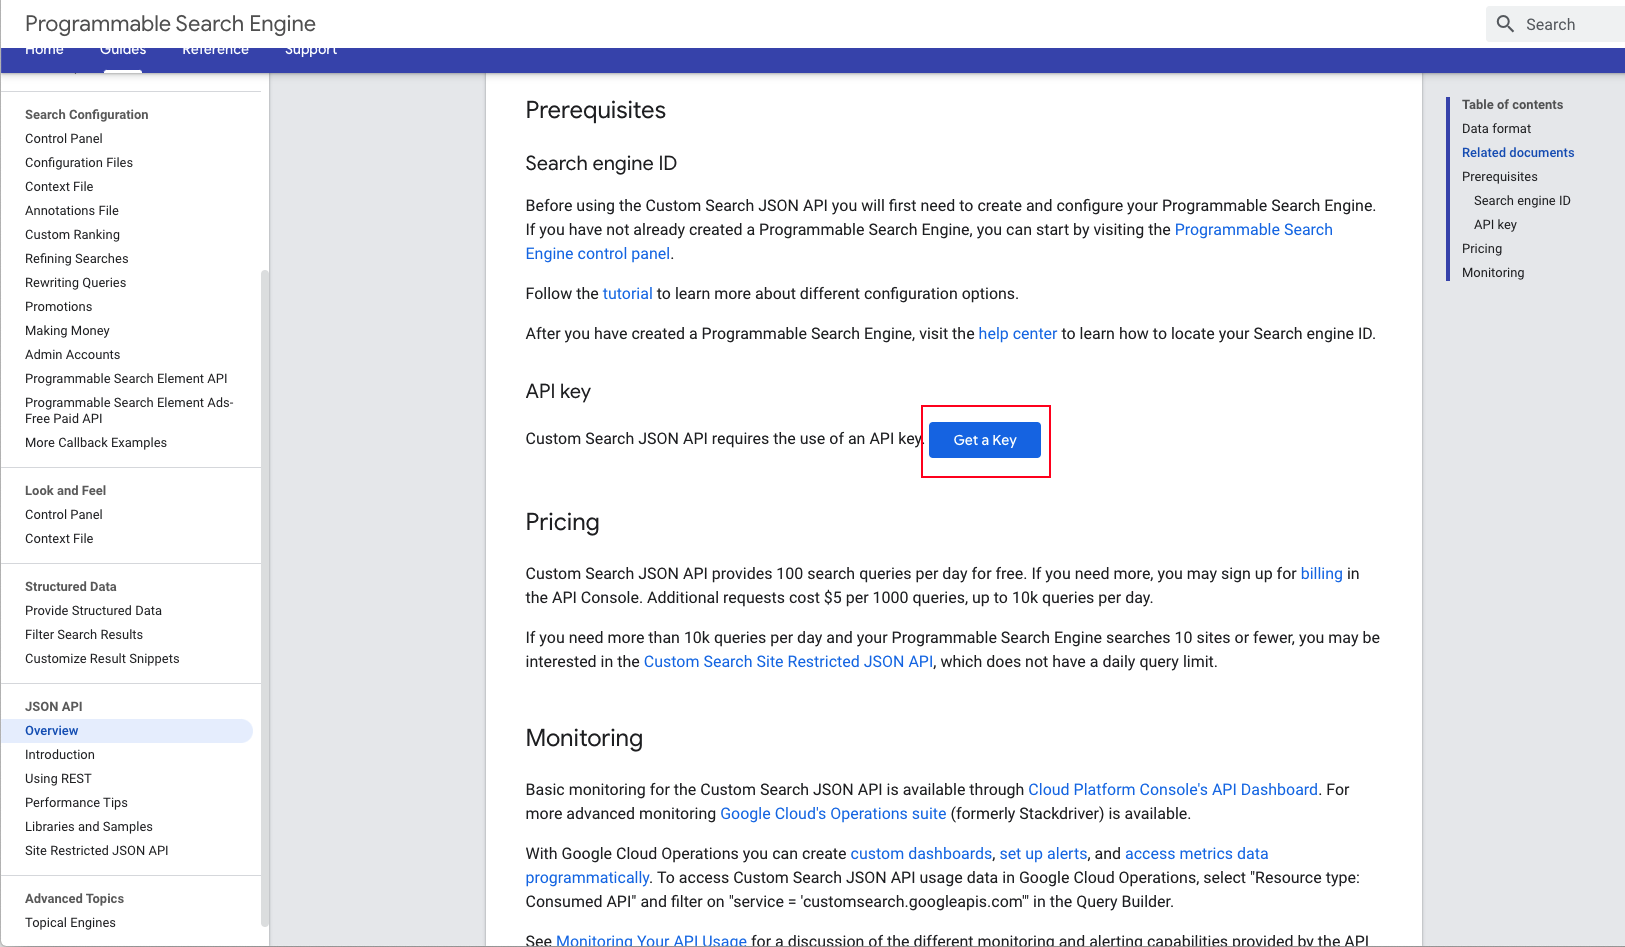 Programmable Search Engine
Search
Home Guides Reference Support
Search Configuration
Control Panel
Configuration Files
Context File
Annotations File
Custom Ranking
Refining Searches
Rewriting Queries
Promotions
Making Money
Admin Accounts
Programmable Search Element API
Programmable Search Element Ads-
Free Paid API
More Callback Examples
Look and Feel
Control Panel
Context File
Structured Data
Provide Structured Data
Filter Search Results
Customize Result Snippets
JSON API
Overview
Introduction
Using REST
Performance Tips
Libraries and Samples
Site Restricted JSON API
Advanced Topics
Topical Engines
Prerequisites
Search engine ID
Before using the Custom Search JSON API you will first need to create and configure your Programmable Search Engine.
If you have not already created a Programmable Search Engine, you can start by visiting the Programmable Search
Engine control panel.
Follow the tutorial to learn more about different configuration options.
After you have created a Programmable Search Engine, visit the help center to learn how to locate your Search engine ID.
API key
Custom Search JSON API requires the use of an API key. Get a Key
Pricing
Custom Search JSON API provides 100 search queries per day for free. If you need more, you may sign up for billing in
the API Console. Additional requests cost $5 per 1000 queries, up to 10k queries per day.
If you need more than 10k queries per day and your Programmable Search Engine searches 10 sites or fewer, you may be
interested in the Custom Search Site Restricted JSON API, which does not have a daily query limit.
Monitoring
Basic monitoring for the Custom Search JSON API is available through Cloud Platform Console's API Dashboard. For
more advanced monitoring Google Cloud's Operations suite (formerly Stackdriver) is available.
With Google Cloud Operations you can create custom dashboards, set up alerts, and access metrics data
programmatically. To access Custom Search JSON API usage data in Google Cloud Operations, select "Resource type:
Consumed API" and filter on "service = 'customsearch.googleapis.com'" in the Query Builder.
See Monitoring Your API Usage for a discussion of the different monitoring and alerting capabilities provided by the API
Table of contents
Data format
Related documents
Prerequisites
Search engine ID
API key
Pricing
Monitoring